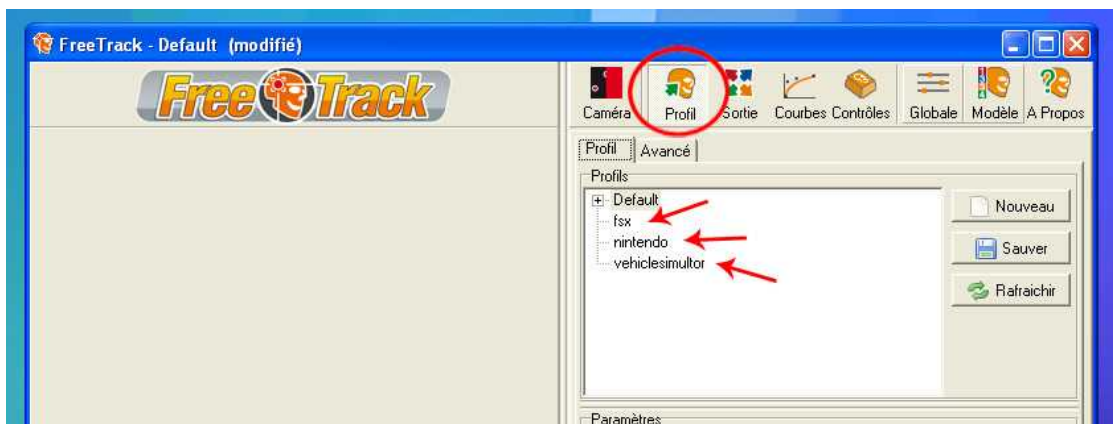 FreeTrack - Default (modifié)
FreeTrack
Caméra Profil Sortie Courbes Contrôles Globale Modèle A Propos
Profil Avancé
Profils
Default
fsx
nintendo
vehiclesimultor
Nouveau
Sauver
Rafraichir
Paramètres